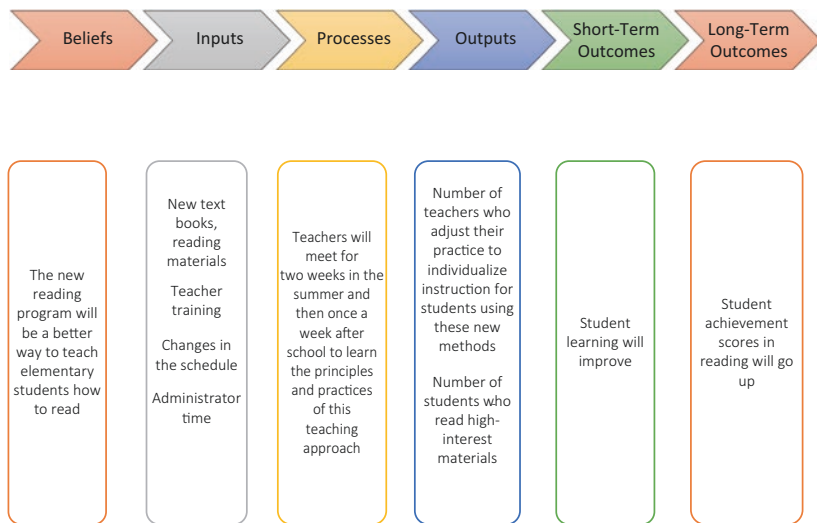 Beliefs
Inputs
Processes
Outputs
Short-Term
Outcomes
Long-Term
Outcomes
The new
reading
program will
be a better
way to teach
elementary
students how
to read
New text
books,
reading
materials
Teacher
training
Changes in
the schedule
Administrator
time
Teachers will
meet for
two weeks in the
summer and
then once a
week after
school to learn
the principles
and practices
of this
teaching
approach
Number of
teachers who
adjust their
practice to
individualize
instruction for
students using
these new
methods
Number of
students who
read high-
interest
materials
Student
learning will
improve
Student
achievement
scores in
reading will go
up